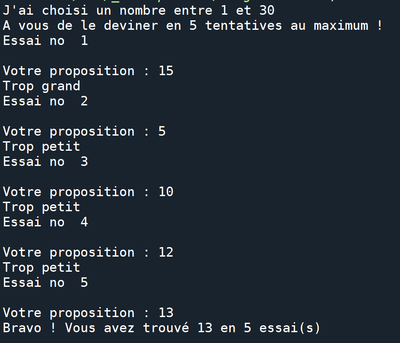 J'ai choisi un nombre entre 1 et 30
A vous de le deviner en 5 tentatives au maximum !
Essai no  1
Votre proposition : 15
Trop grand
Essai no  2
Votre proposition : 5
Trop petit
Essai no  3
Votre proposition : 10
Trop petit
Essai no  4
Votre proposition : 12
Trop petit
Essai no  5
Votre proposition : 13
Bravo ! Vous avez trouvé 13 en 5 essai(s)